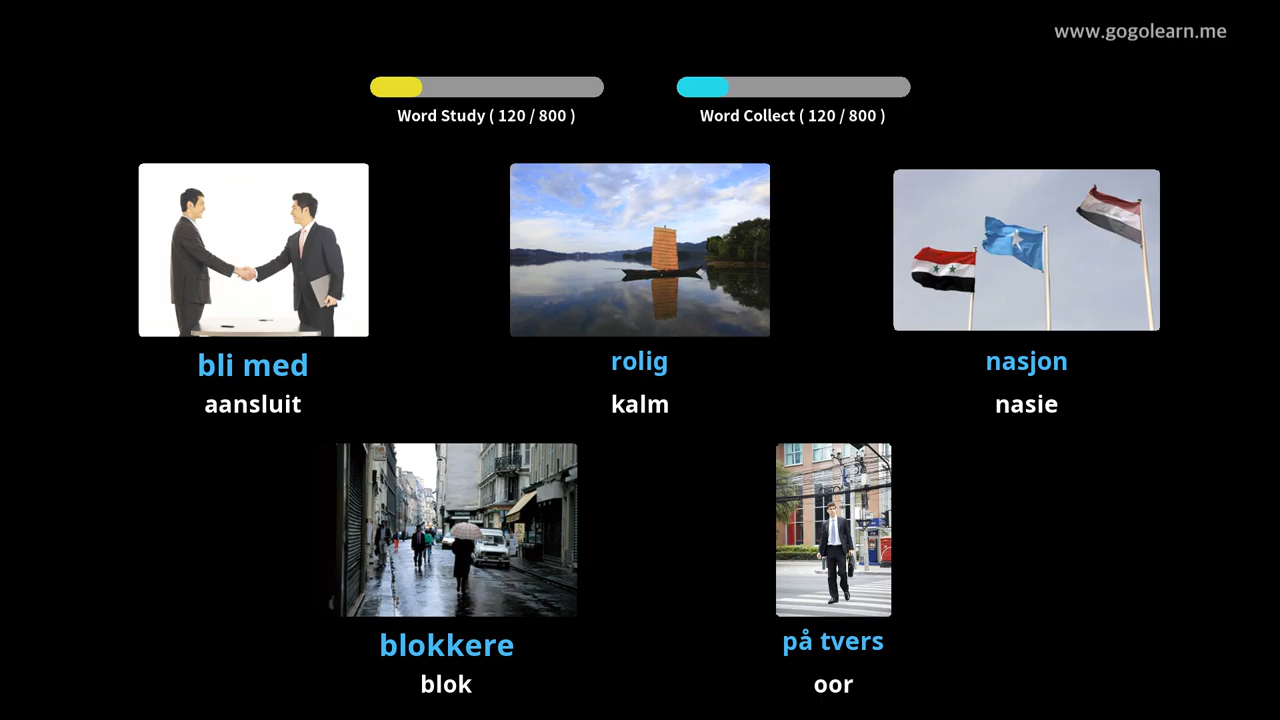 www.gogolearn.me
Word Study ( 120 / 800 )
Word Collect ( 120 / 800 )
bli med
aansluit
rolig
kalm
nasjon
nasie
blokkere
blok
på tvers
oor